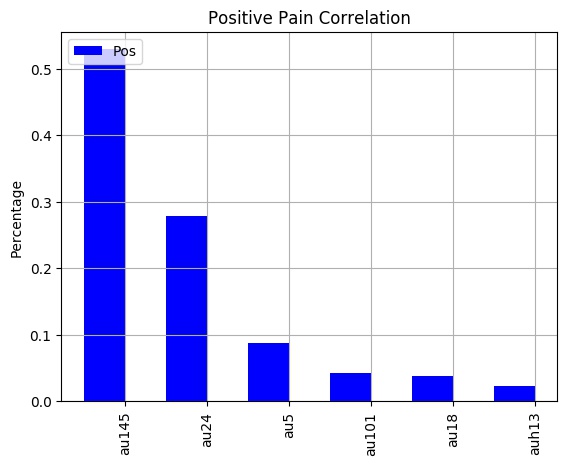 Positive Pain Correlation
Pos
Percentage
0.5
0.4
0.3
0.2
0.1
0.0
au145
au24
au5
au101
au18
auh13